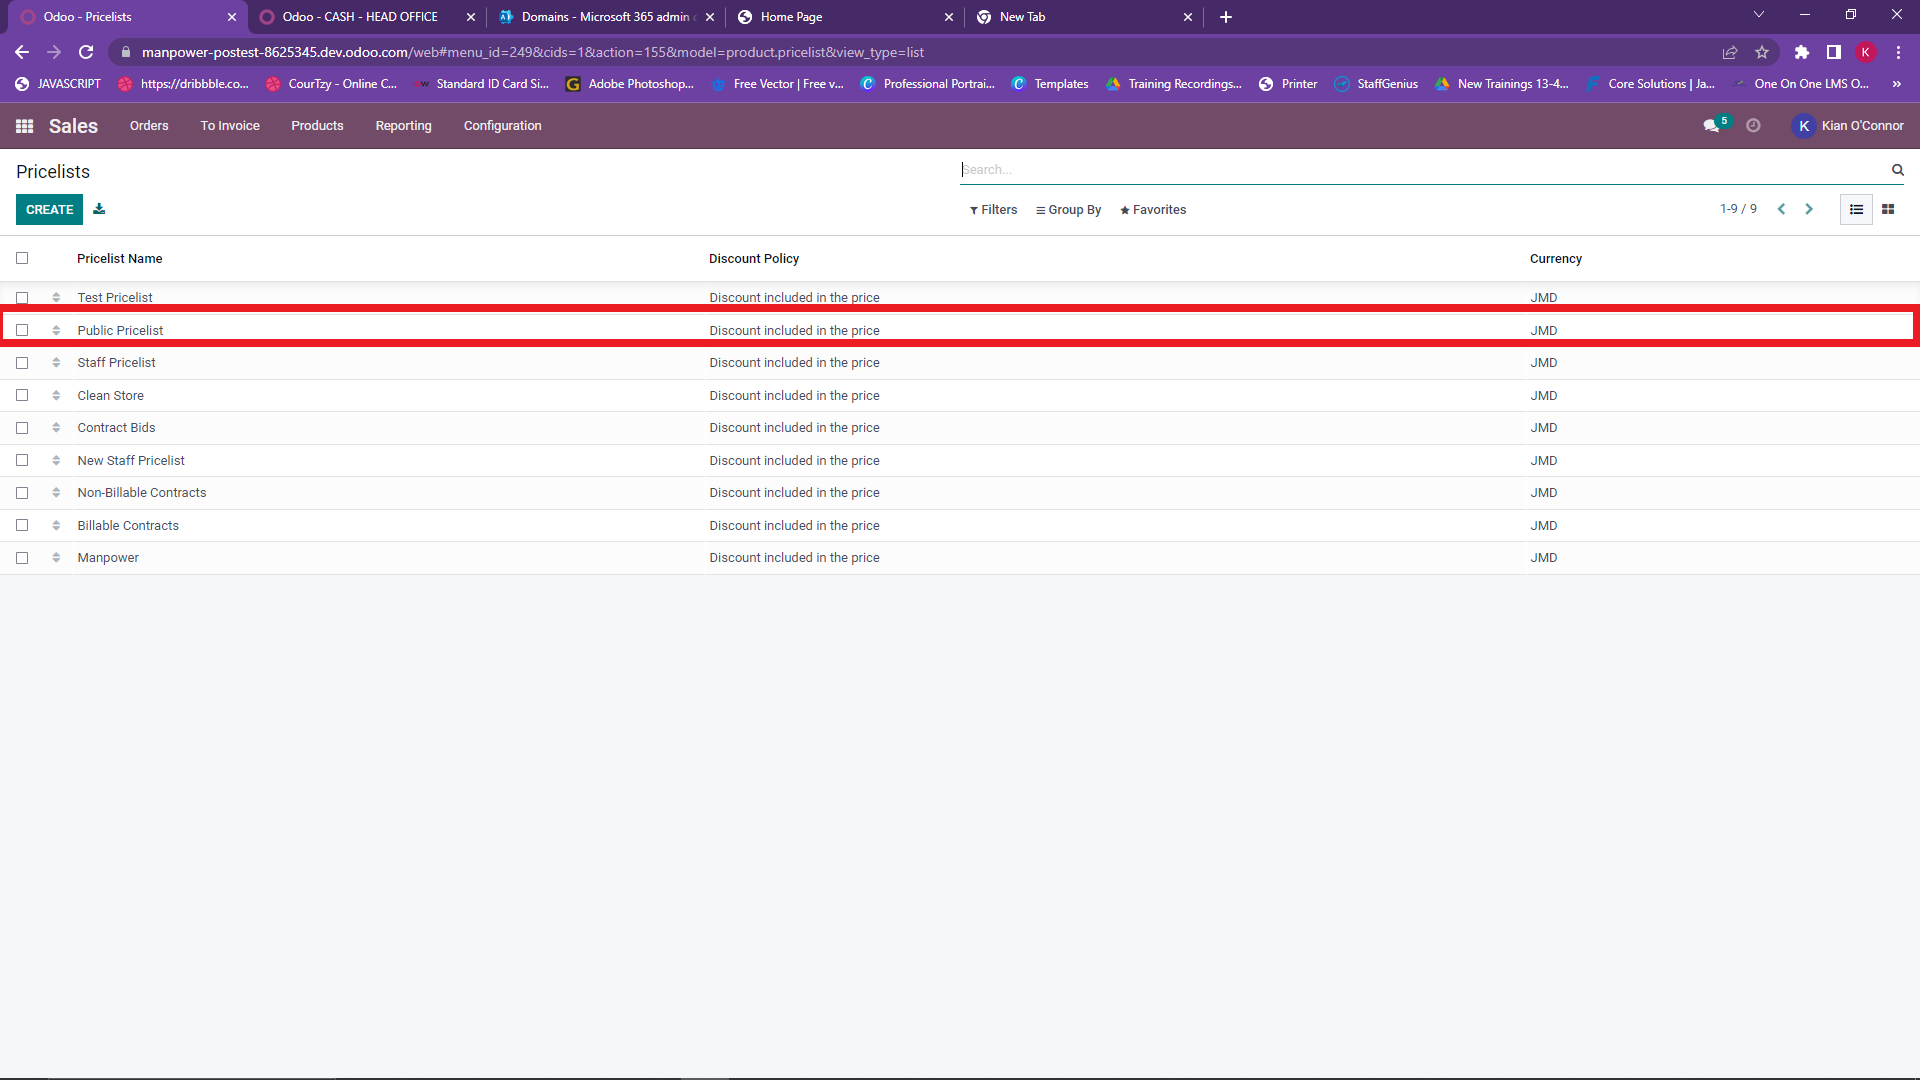 Odoo - Pricelists
Odoo - CASH - HEAD OFFICE
Domains - Microsoft 365 admin
Home Page
New Tab
manpower-postest-8625345.dev.odoo.com/web#menu_id=249&cids=1&action=155&model=product.pricelist&view_type=list
K
JAVASCRIPT
https://dribbble.co...
CourTzy - Online C...
Standard ID Card Si...
Adobe Photoshop...
Free Vector | Free v...
Professional Portrai...
Templates
Training Recordings...
Printer
StaffGenius
New Trainings 13-4...
Core Solutions | Ja...
One On One LMS O...
Sales Orders To Invoice Products Reporting Configuration
5
K Kian O'Connor
Pricelists
Search...
CREATE
Filters Group By Favorites
1-9 / 9
Pricelist Name Discount Policy Currency
Test Pricelist Discount included in the price JMD
Public Pricelist Discount included in the price JMD
Staff Pricelist Discount included in the price JMD
Clean Store Discount included in the price JMD
Contract Bids Discount included in the price JMD
New Staff Pricelist Discount included in the price JMD
Non-Billable Contracts Discount included in the price JMD
Billable Contracts Discount included in the price JMD
Manpower Discount included in the price JMD